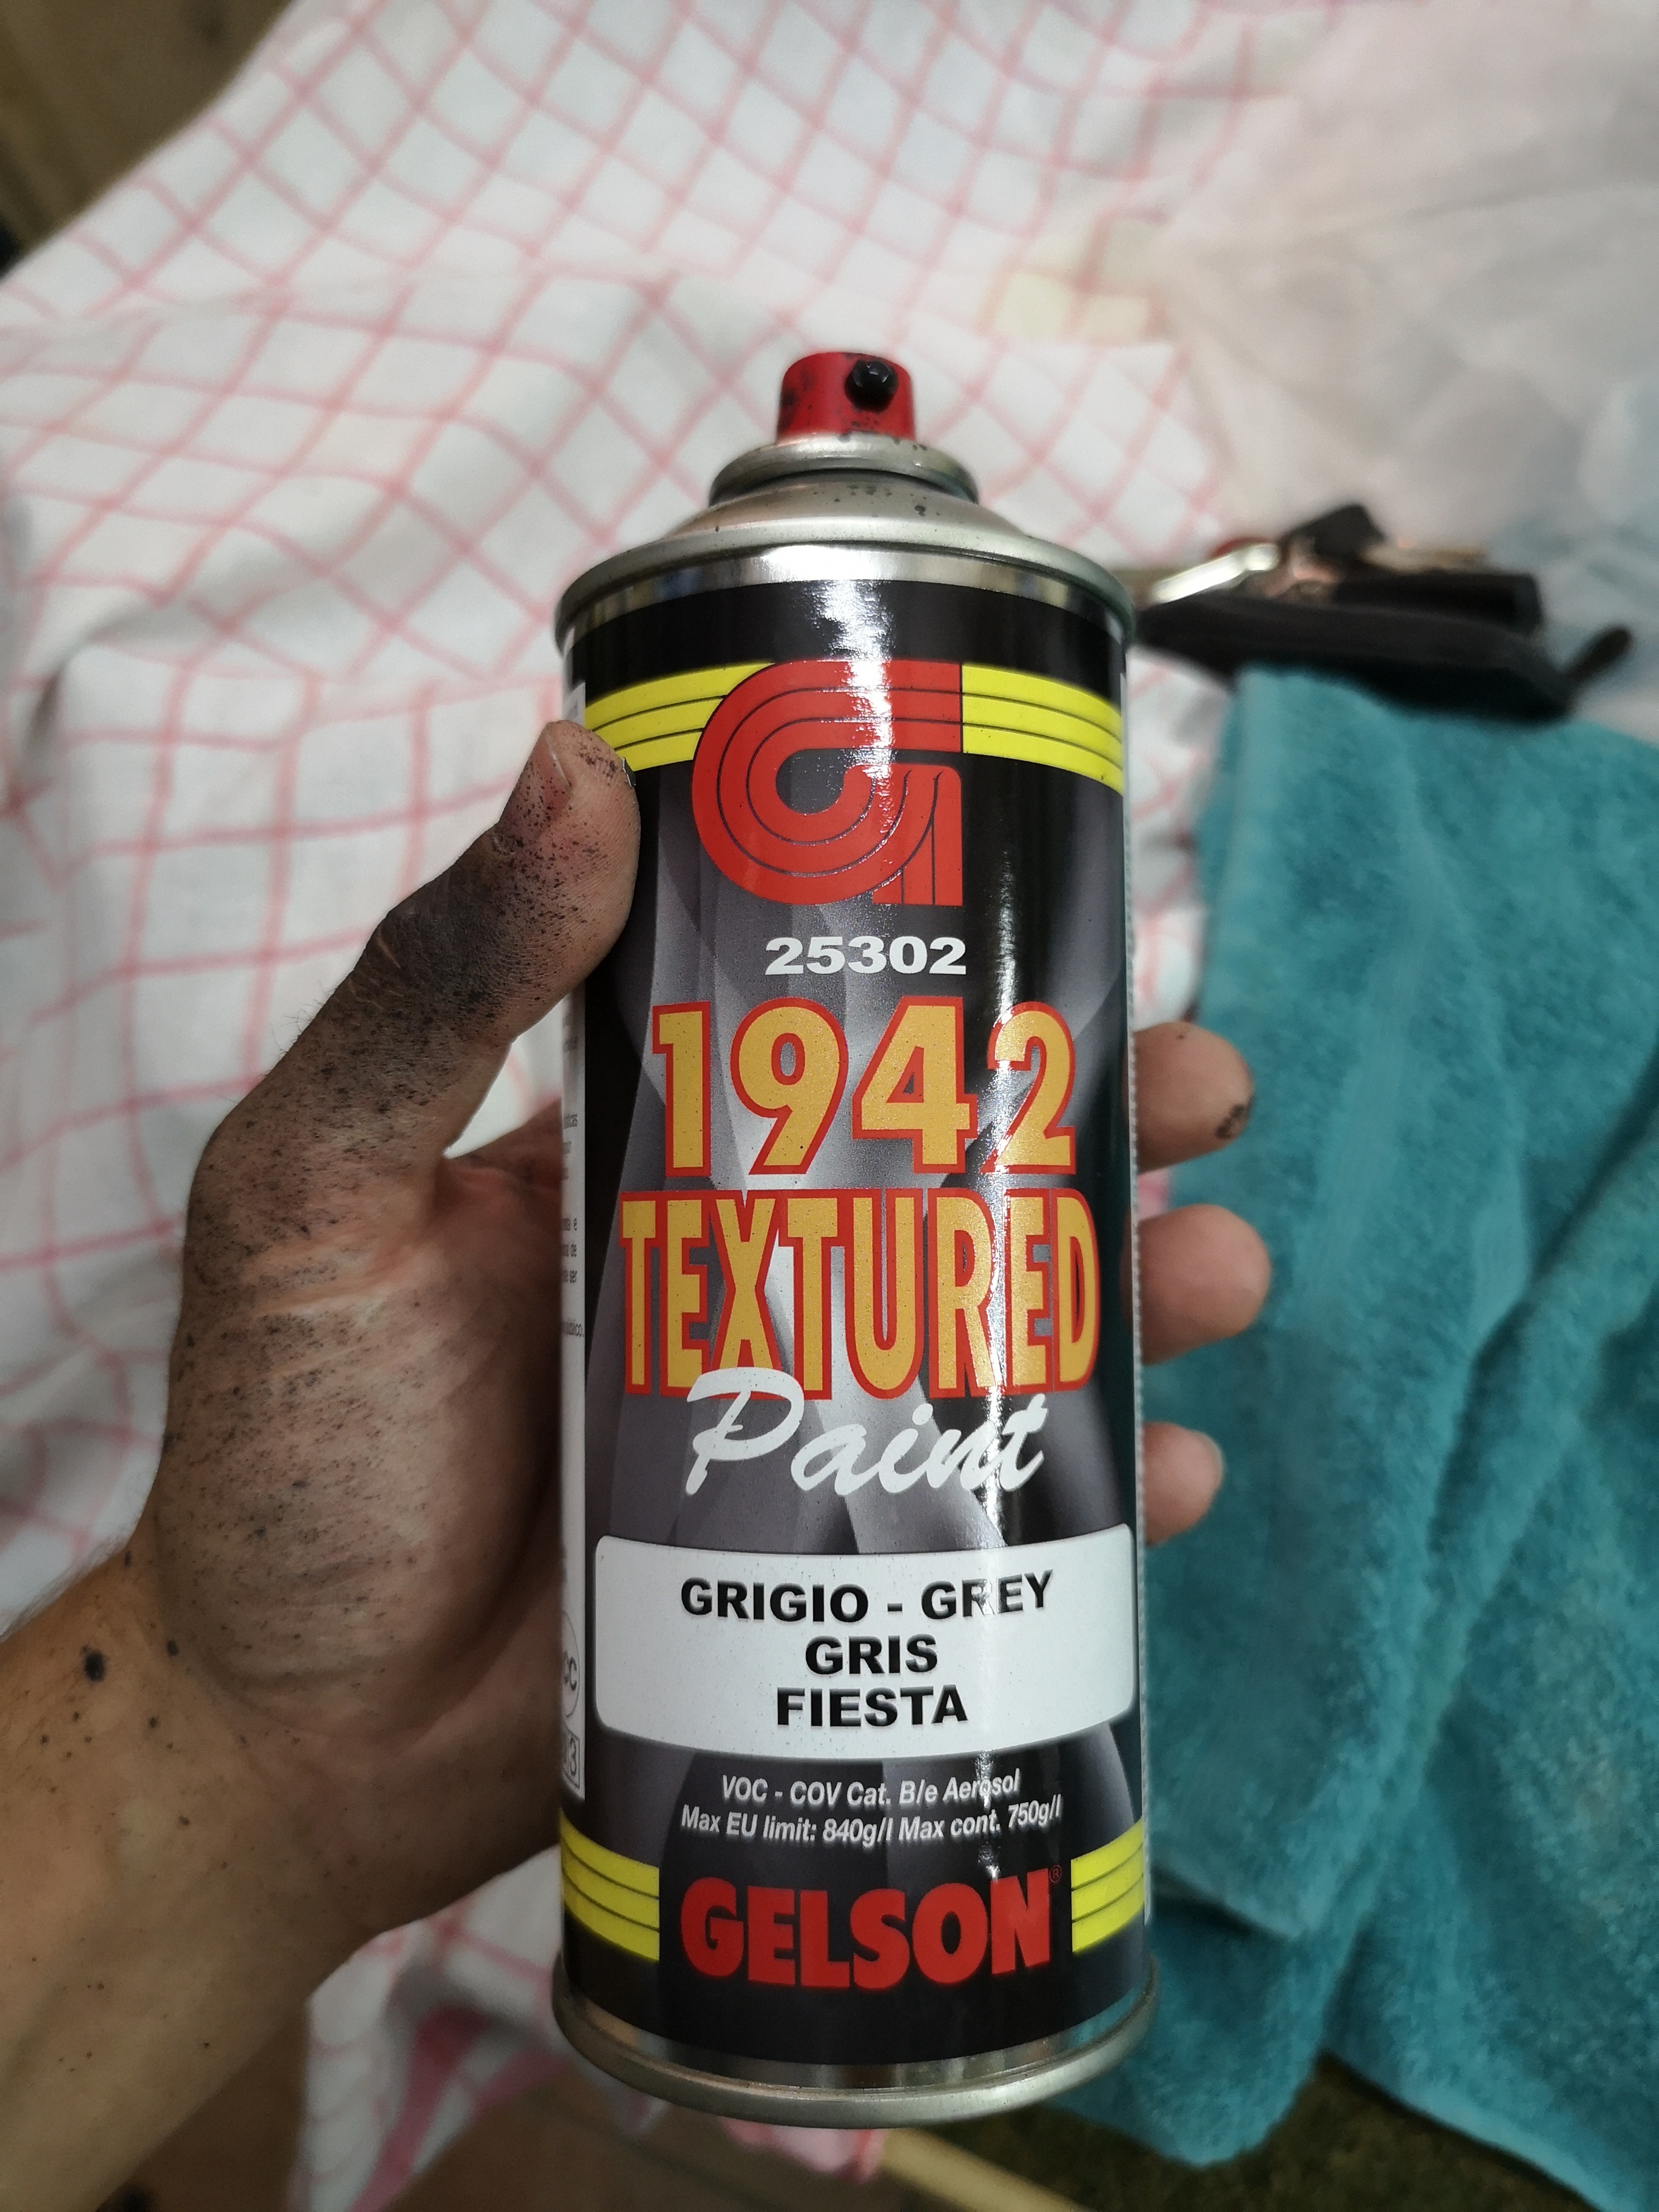 25302
1942
TEXTURED
Paint
GRIGIO - GREY
GRIS
FIESTA
VOC - COV Cat. B/e Aerosol
Max EU limit: 840g/l Max cont. 750g/l
GELSON®